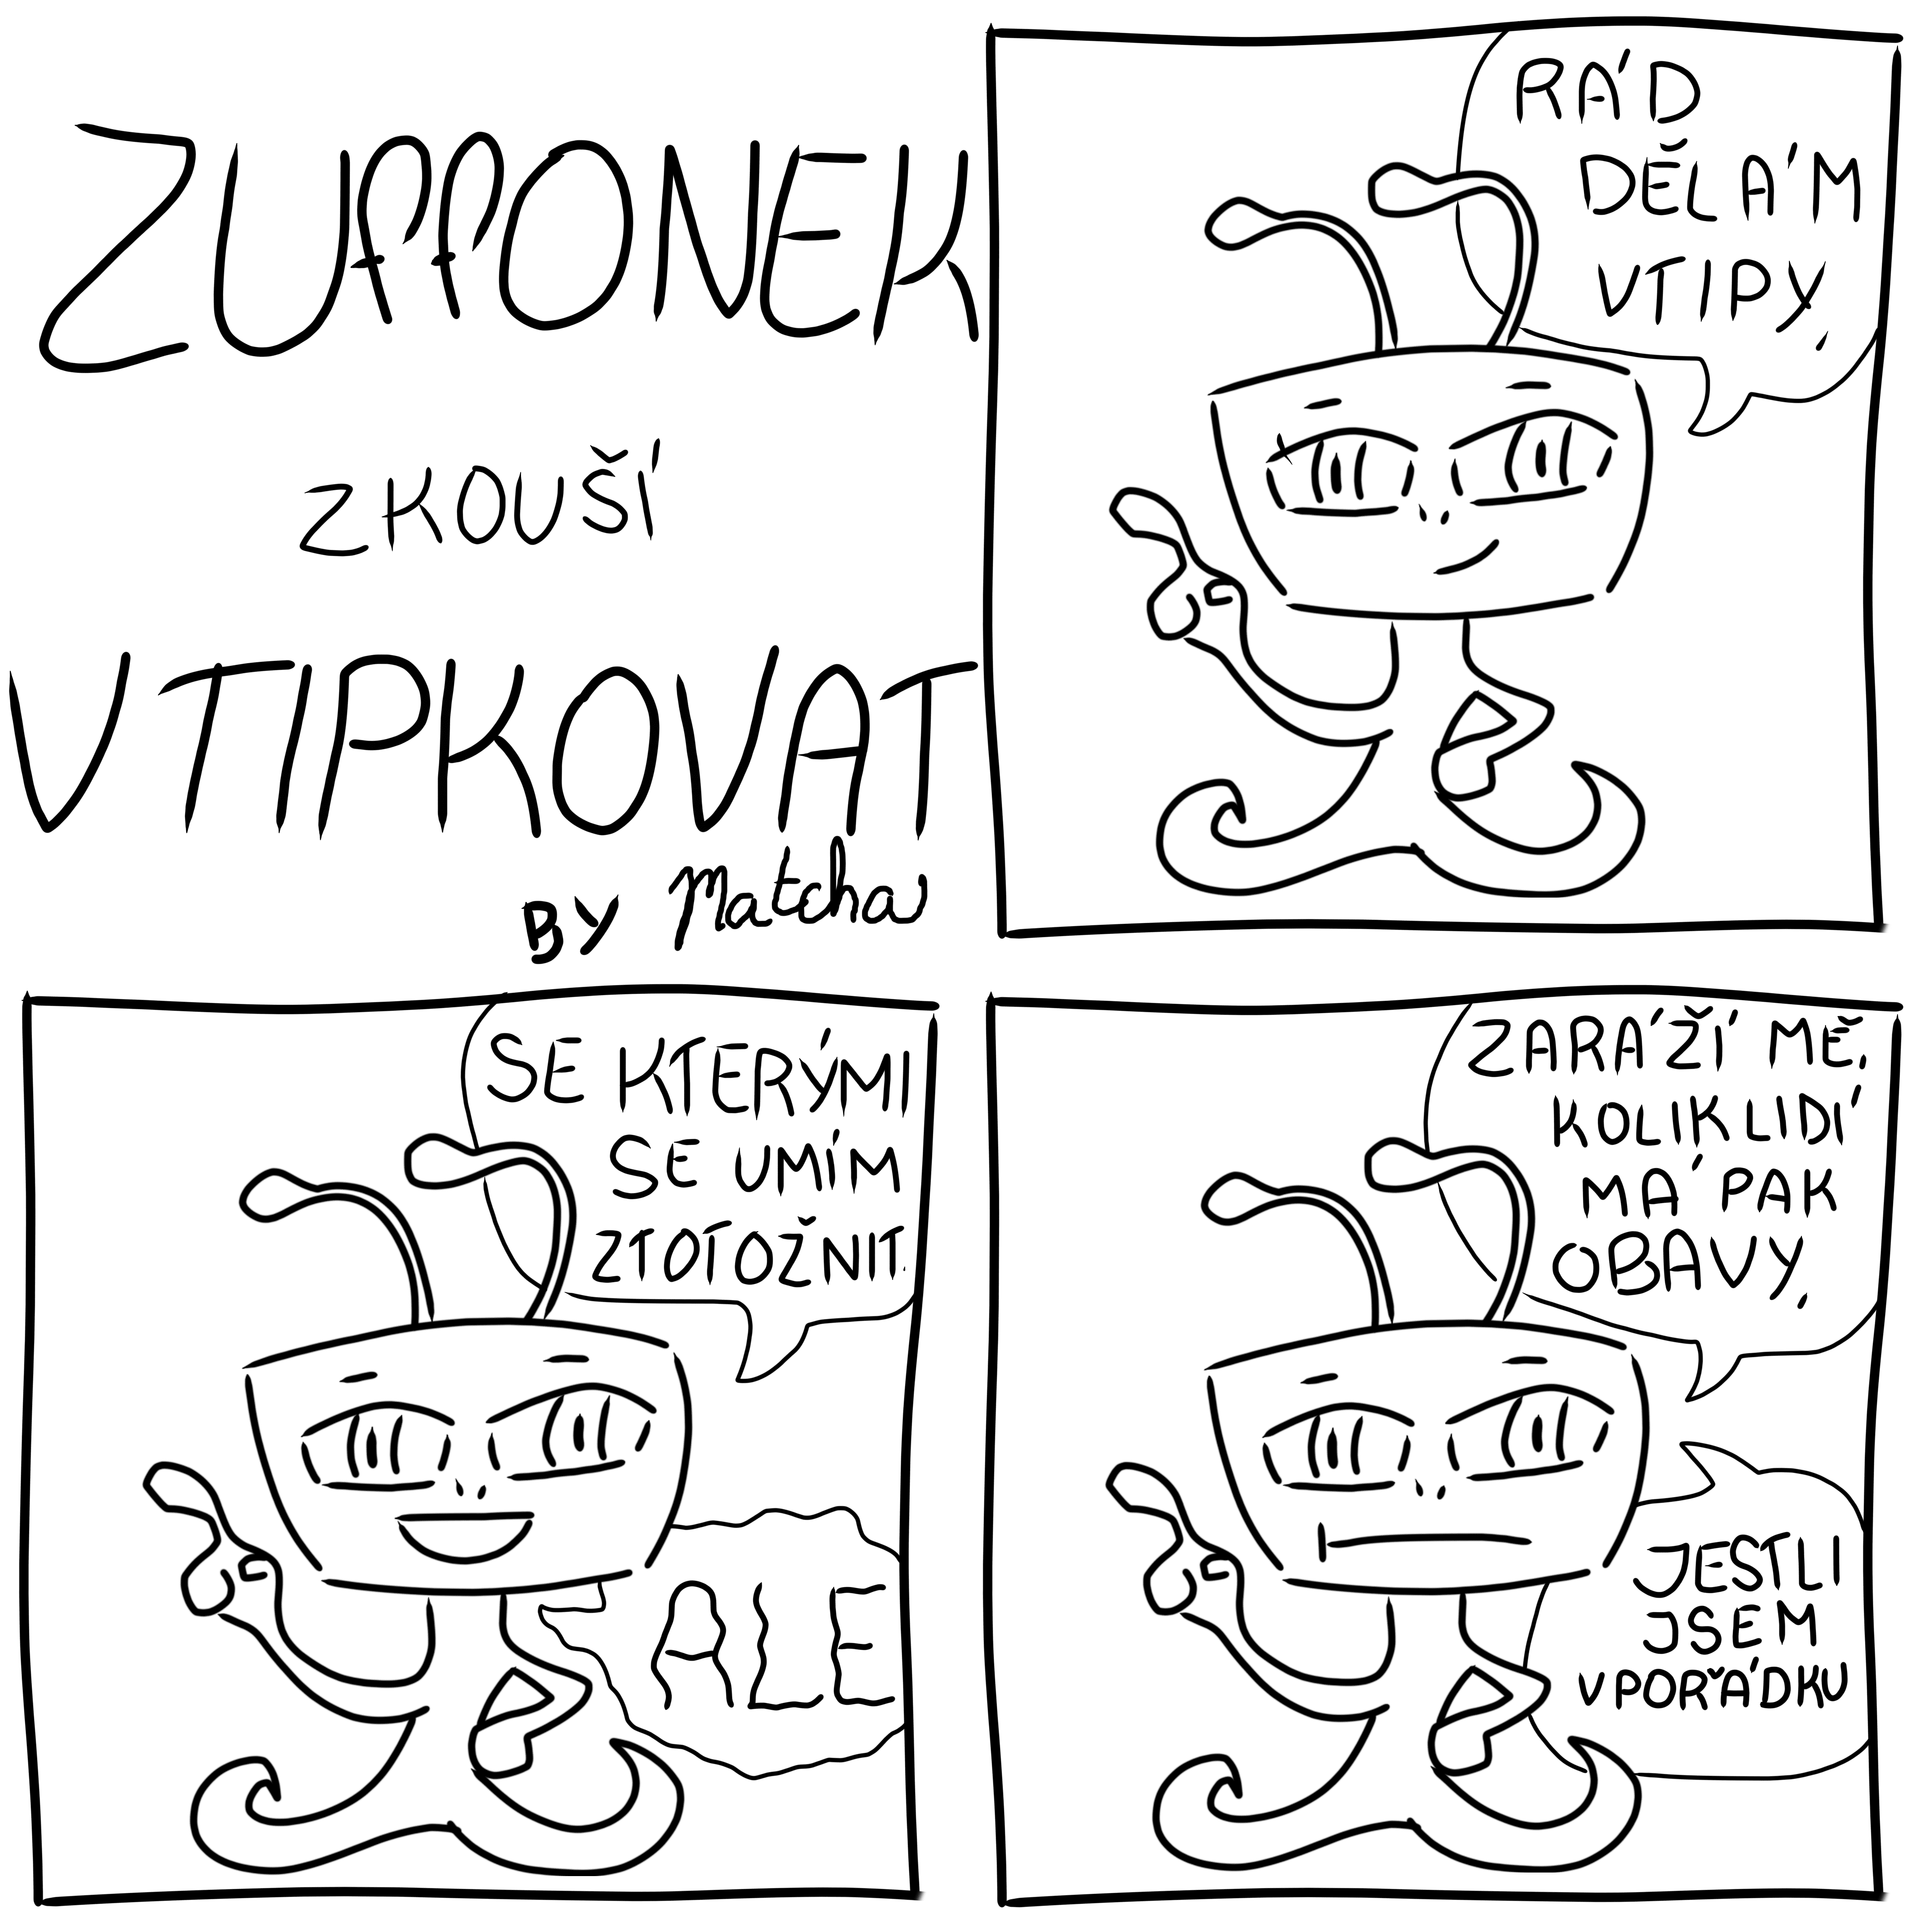 ZUAPONEK
ZKOUŠÍ
VTIPKOVAT
BY Matcha
RÁD
DĚLÁM
VTIPY,
SE KTERÝMI
SE UMÍM
ZTOTOŽNIT.
ALE
ZARÁŽÍ MĚ,
KOLIK LIDÍ
MÁ PAK
OBAVY,
JESTLI
JSEM
V POŘÁDKU